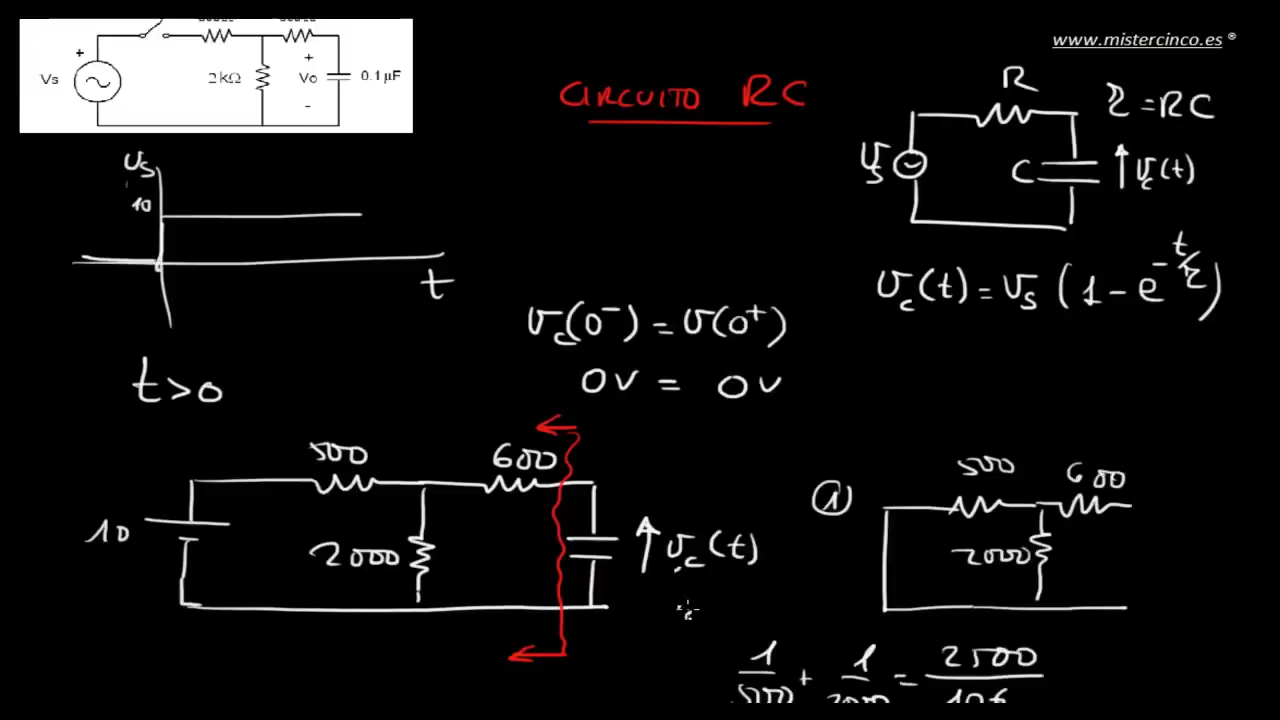 www.mistercinco.es ®
CIRCUITO RC
Vs
+
2 kΩ
+
Vo
-
0.1 µF
R
τ = RC
Vs
C
Vc(t)
Vs
10
t
Vc(t) = Vs (1 - e^-t/τ)
Vc(0-) = V(0+)
0V = 0V
t>0
500
600
10
2000
Vc(t)
1
500
600
2000
1/500 + 1/2000 = 2500/106